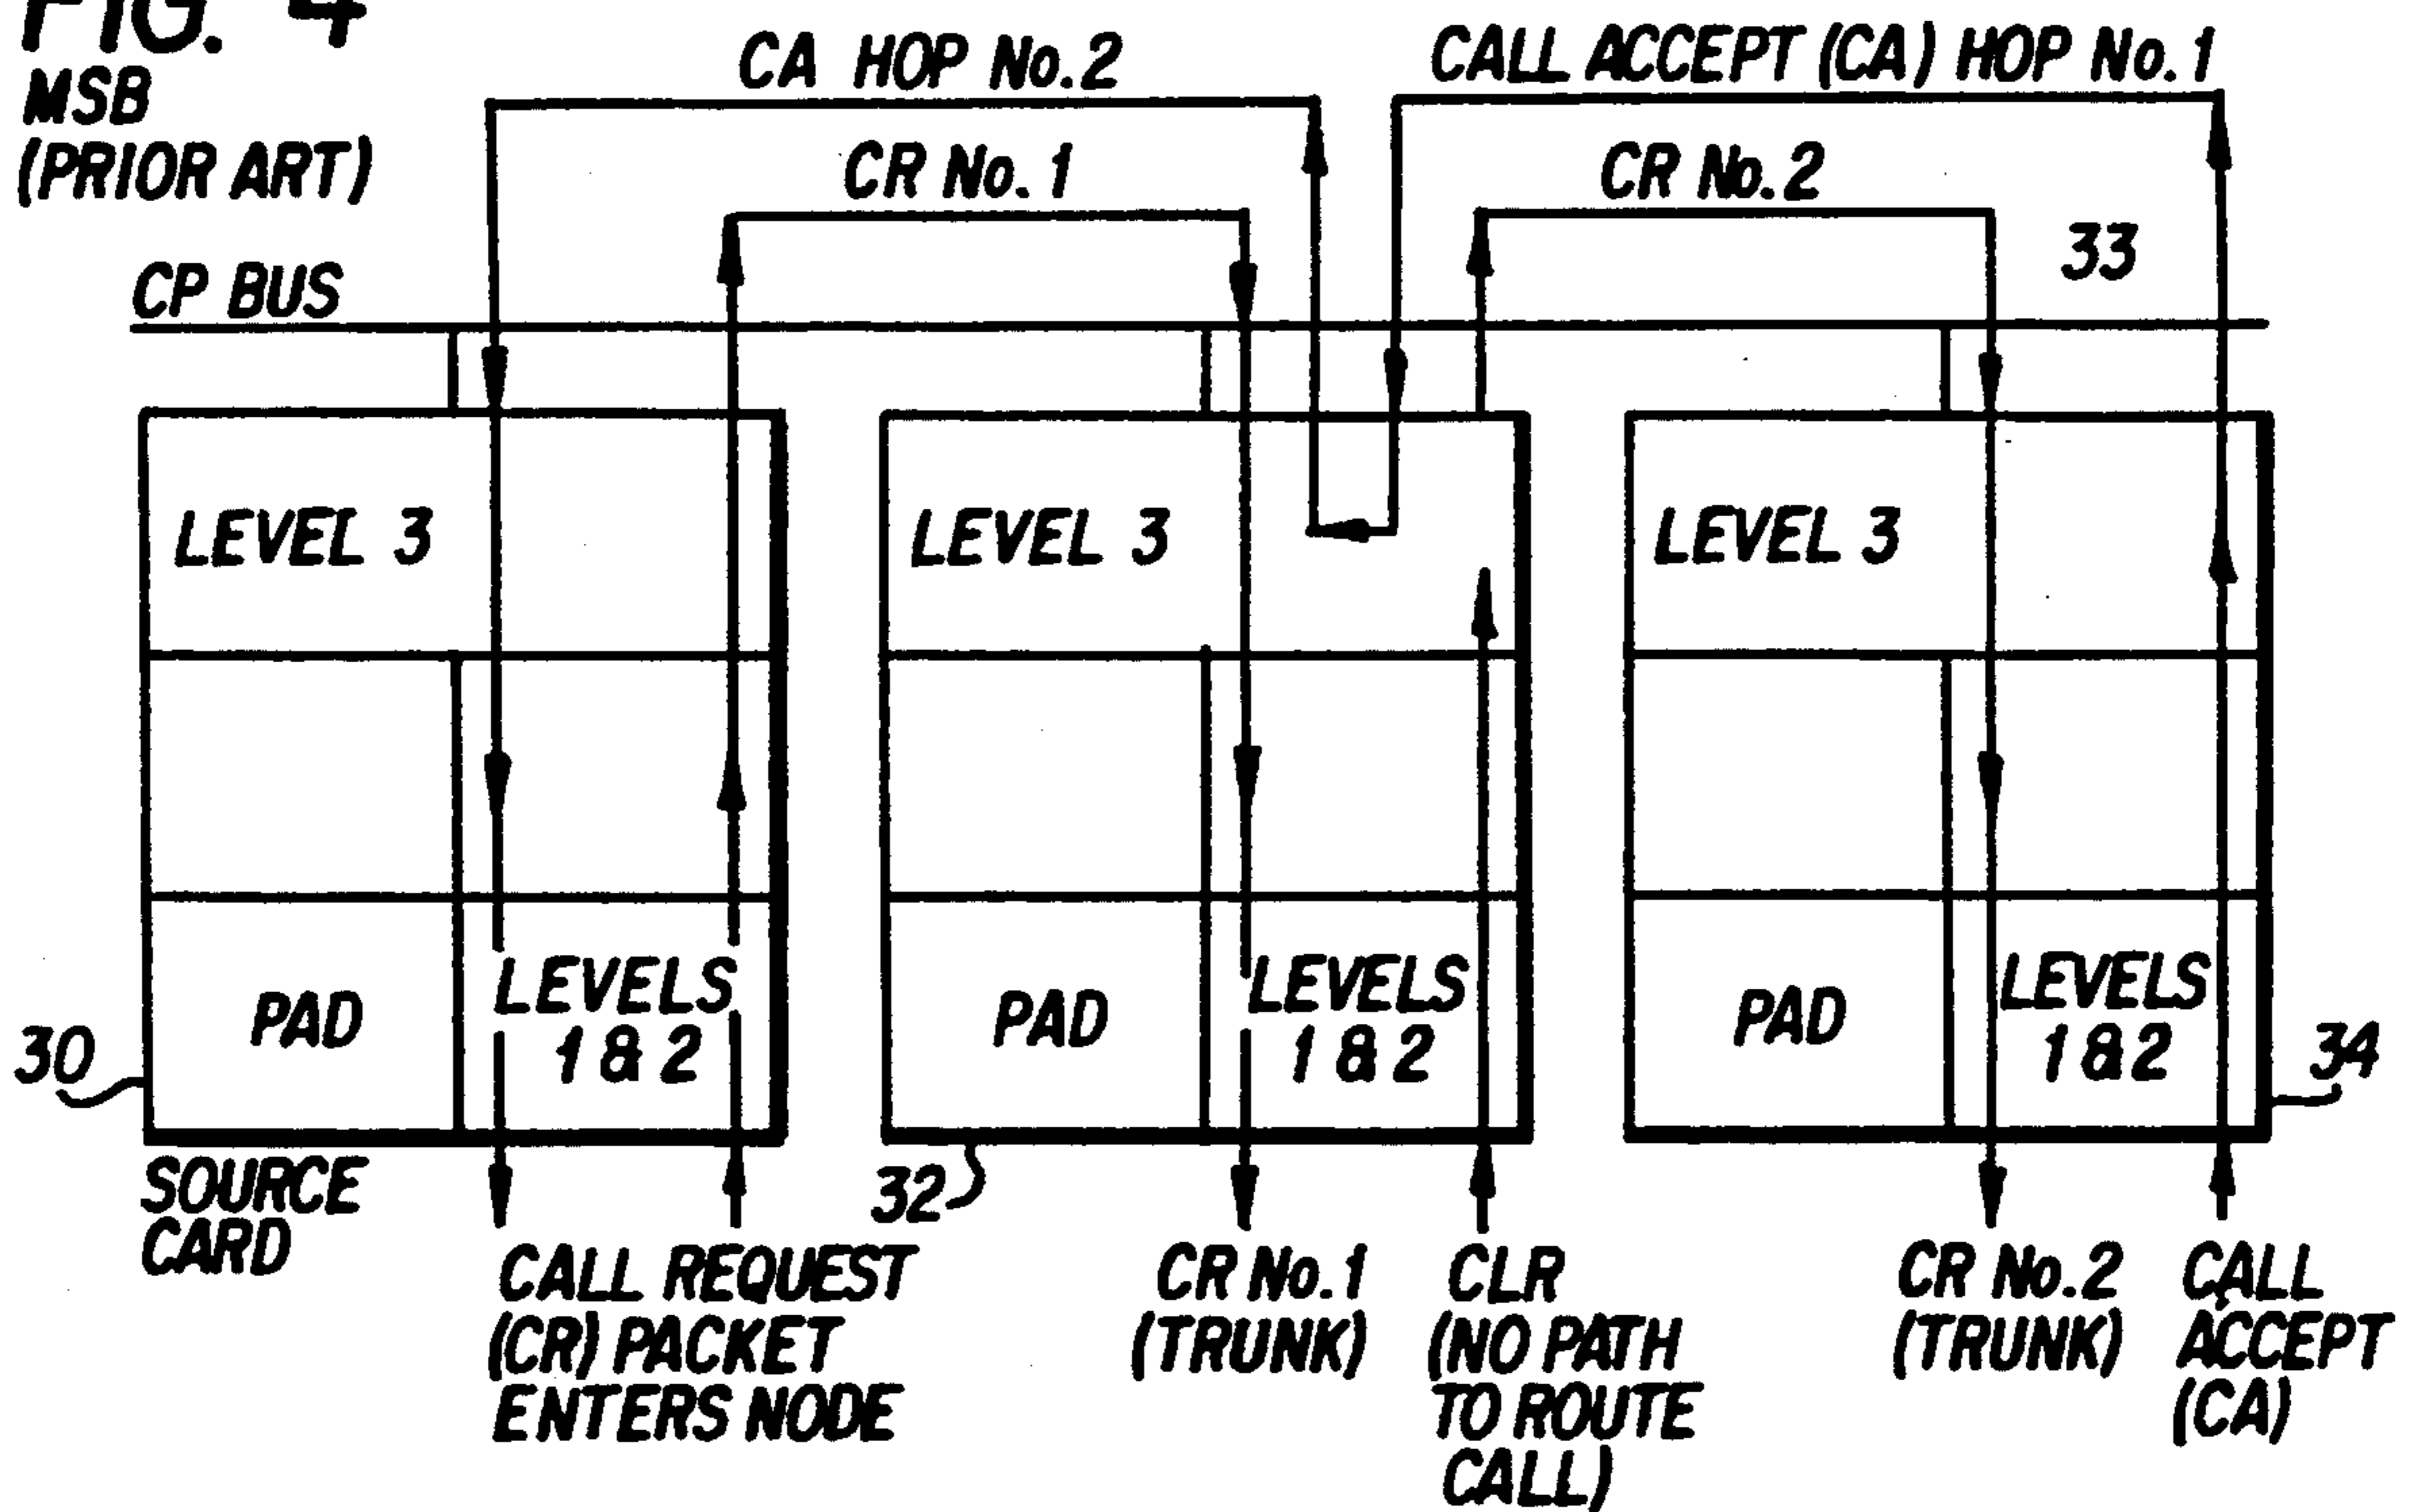 FIG. 4
MSB
(PRIOR ART)
CA HOP No. 2
CALL ACCEPT (CA) HOP No. 1
CR No. 1
CR No. 2
33
CP BUS
LEVEL 3
LEVEL 3
LEVEL 3
PAD
LEVELS
1 & 2
PAD
LEVELS
1 & 2
PAD
LEVELS
1 & 2
30
32
34
SOURCE
CARD
CALL REQUEST
(CR) PACKET
ENTERS NODE
CR No. 1
(TRUNK)
CLR
(NO PATH
TO ROUTE
CALL)
CR No. 2
(TRUNK)
CALL
ACCEPT
(CA)